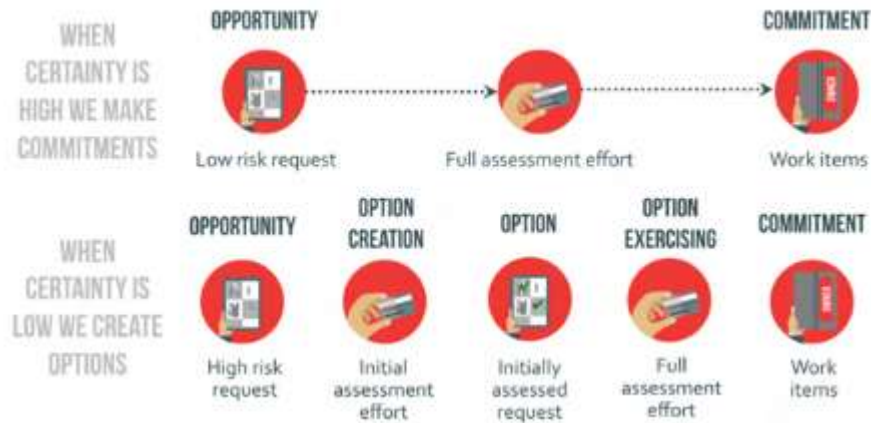 WHEN
CERTAINTY IS
HIGH WE MAKE
COMMITMENTS
OPPORTUNITY
COMMITMENT
Low risk request
Full assessment effort
Work items
WHEN
CERTAINTY IS
LOW WE CREATE
OPTIONS
OPPORTUNITY
OPTION
CREATION
OPTION
OPTION
EXERCISING
COMMITMENT
High risk
request
Initial
assessment
effort
Initially
assessed
request
Full
assessment
effort
Work
items